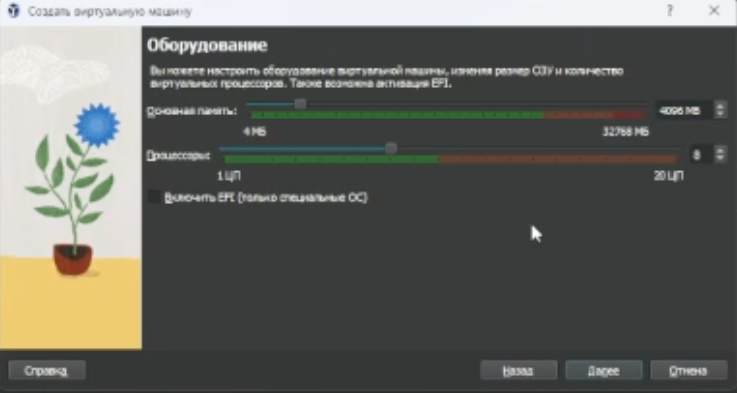 Создать виртуальную машину
Оборудование
Вы можете настроить оборудование виртуальной машины, изменяя размер ОЗУ и количество
виртуальных процессоров. Также возможна активация EFI.
Основная память:
4096 МБ
4 МБ
32768 МБ
Процессоры:
8
1 ЦП
20 ЦП
Включить EFI (только специальные ОС)
Справка
Назад
Далее
Отмена